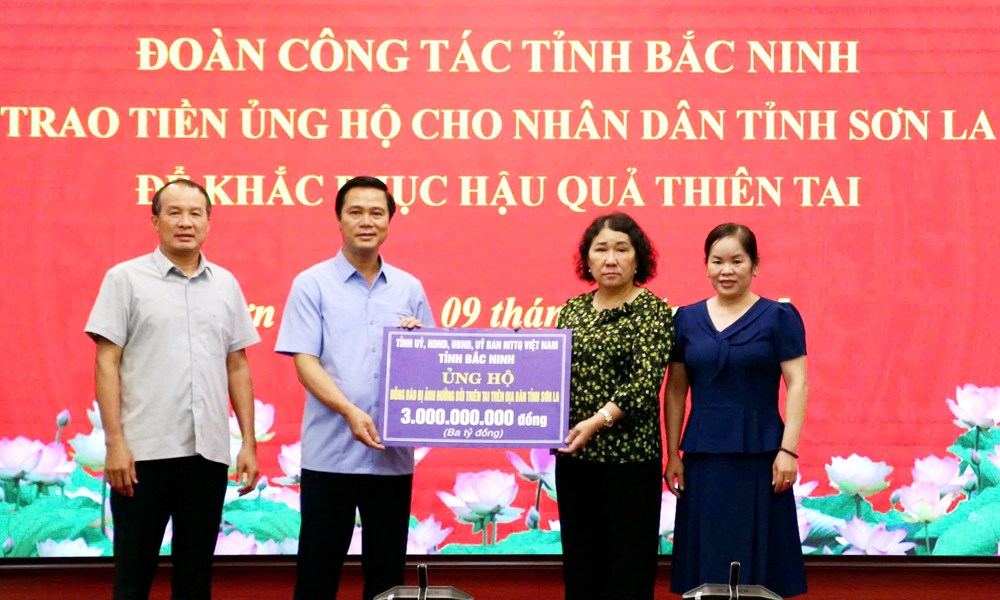 ĐOÀN CÔNG TÁC TỈNH BẮC NINH
TRAO TIỀN ỦNG HỘ CHO NHÂN DÂN TỈNH SƠN LA
ĐỂ KHẮC PHỤC HẬU QUẢ THIÊN TAI
09
TỈNH UỶ, HĐND, UBND, UỶ BAN MTTQ VIỆT NAM
TỈNH BẮC NINH
ỦNG HỘ
ĐỒNG BÀO BỊ ẢNH HƯỞNG BỞI THIÊN TAI TRÊN ĐỊA BÀN TỈNH SƠN LA
3.000.000.000 đồng
(Ba tỷ đồng)